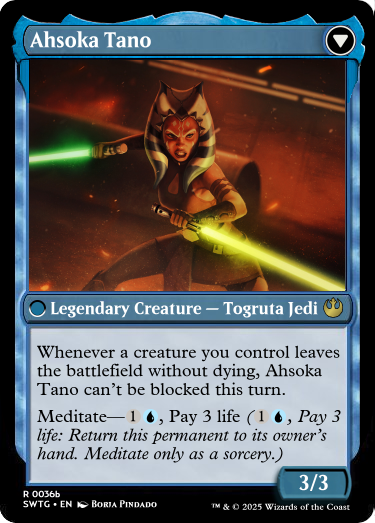 Ahsoka Tano
Legendary Creature — Togruta Jedi
Whenever a creature you control leaves
the battlefield without dying, Ahsoka
Tano can't be blocked this turn.
Meditate—1, Pay 3 life (1, Pay 3
life: Return this permanent to its owner's
hand. Meditate only as a sorcery.)
3/3
R 0036b
SWTG • EN Borja Pindado
™ & © 2025 Wizards of the Coast